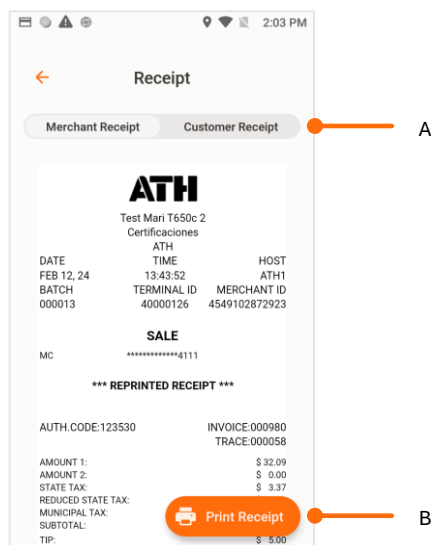 2:03 PM
Receipt
Merchant Receipt Customer Receipt
A
ATH
Test Mari T650c 2
Certificaciones
ATH
DATE TIME HOST
FEB 12, 24 13:43:52 ATH1
BATCH TERMINAL ID MERCHANT ID
000013 40000126 4549102872923
SALE
MC *************4111
*** REPRINTED RECEIPT ***
AUTH.CODE:123530 INVOICE:000980
TRACE:000058
AMOUNT 1: $ 32.09
AMOUNT 2: $ 0.00
STATE TAX: $ 3.37
REDUCED STATE TAX:
MUNICIPAL TAX:
SUBTOTAL:
Print Receipt
B
TIP: $ 5.00